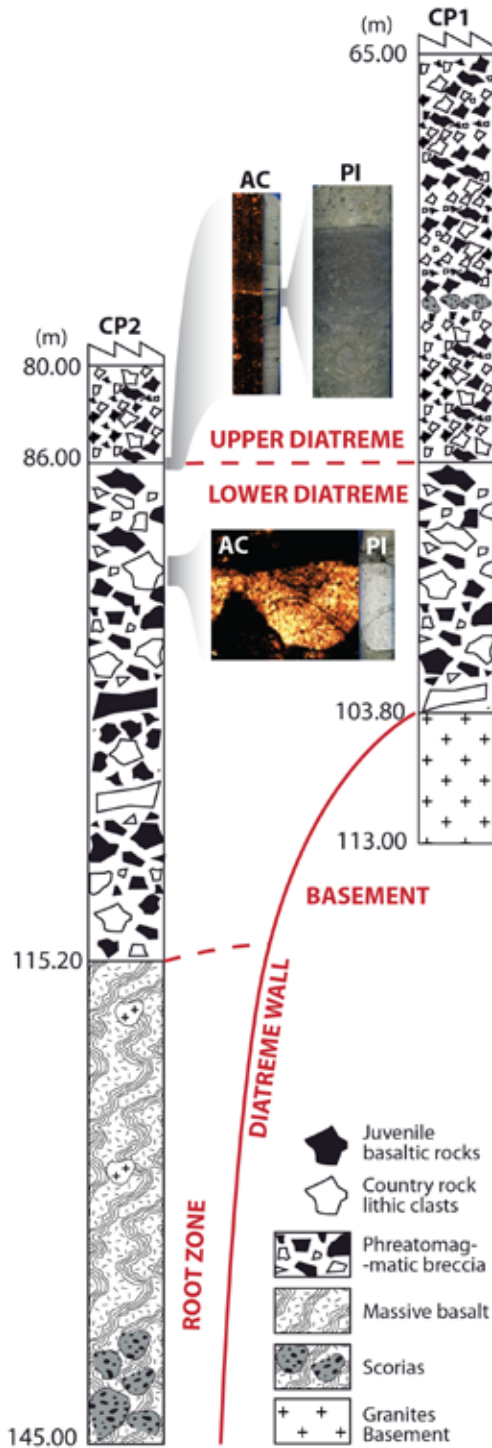 CP1
(m)
65.00
AC
PI
CP2
(m)
80.00
UPPER DIATREME
86.00
LOWER DIATREME
AC
PI
103.80
113.00
BASEMENT
115.20
DIATREME WALL
ROOT ZONE
Juvenile
basaltic rocks
Country rock
lithic clasts
Phreatomag-
-matic breccia
Massive basalt
Scorias
Granites
Basement
145.00